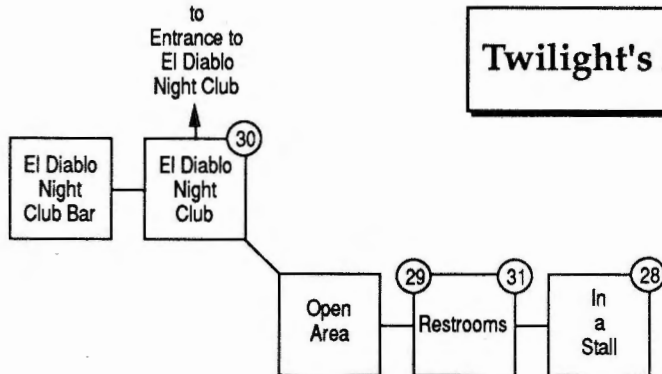 to
Entrance to
El Diablo
Night Club
Twilight's
30
El Diablo
Night
Club Bar
El Diablo
Night
Club
29
31
28
Open
Area
Restrooms
In
a
Stall